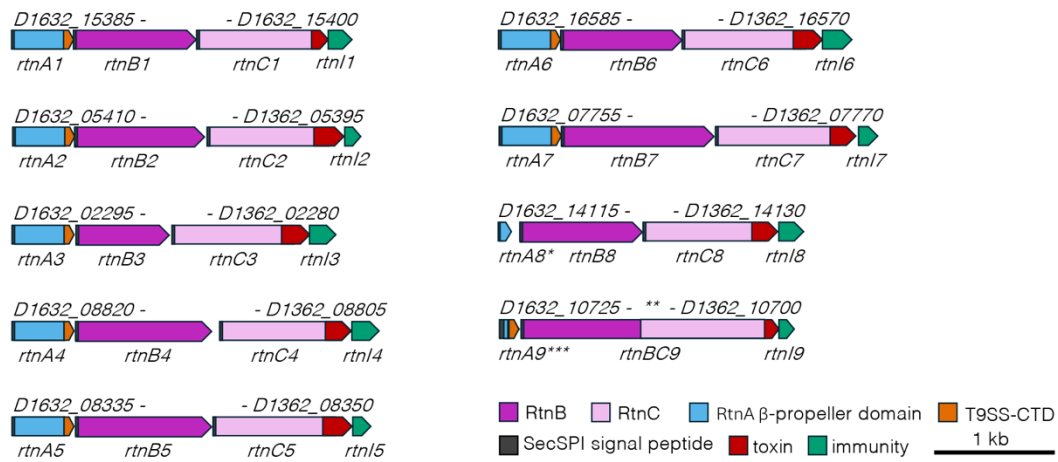 D1632_15385 - - D1362_15400
rtnA1 rtnB1 rtnC1 rtnI1
D1632_05410 - - D1362_05395
rtnA2 rtnB2 rtnC2 rtnI2
D1632_02295 - - D1362_02280
rtnA3 rtnB3 rtnC3 rtnI3
D1632_08820 - - D1362_08805
rtnA4 rtnB4 rtnC4 rtnI4
D1632_08335 - - D1362_08350
rtnA5 rtnB5 rtnC5 rtnI5
D1632_16585 - - D1362_16570
rtnA6 rtnB6 rtnC6 rtnI6
D1632_07755 - - D1362_07770
rtnA7 rtnB7 rtnC7 rtnI7
D1632_14115 - - D1362_14130
rtnA8* rtnB8 rtnC8 rtnI8
D1632_10725 - ** - D1362_10700
rtnA9*** rtnBC9 rtnI9
RtnB RtnC RtnA β-propeller domain T9SS-CTD
SecSPI signal peptide toxin immunity 1 kb